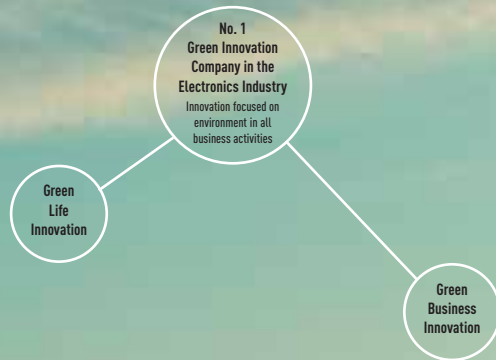 No. 1
Green Innovation
Company in the
Electronics Industry
Innovation focused on
environment in all
business activities
Green
Life
Innovation
Green
Business
Innovation